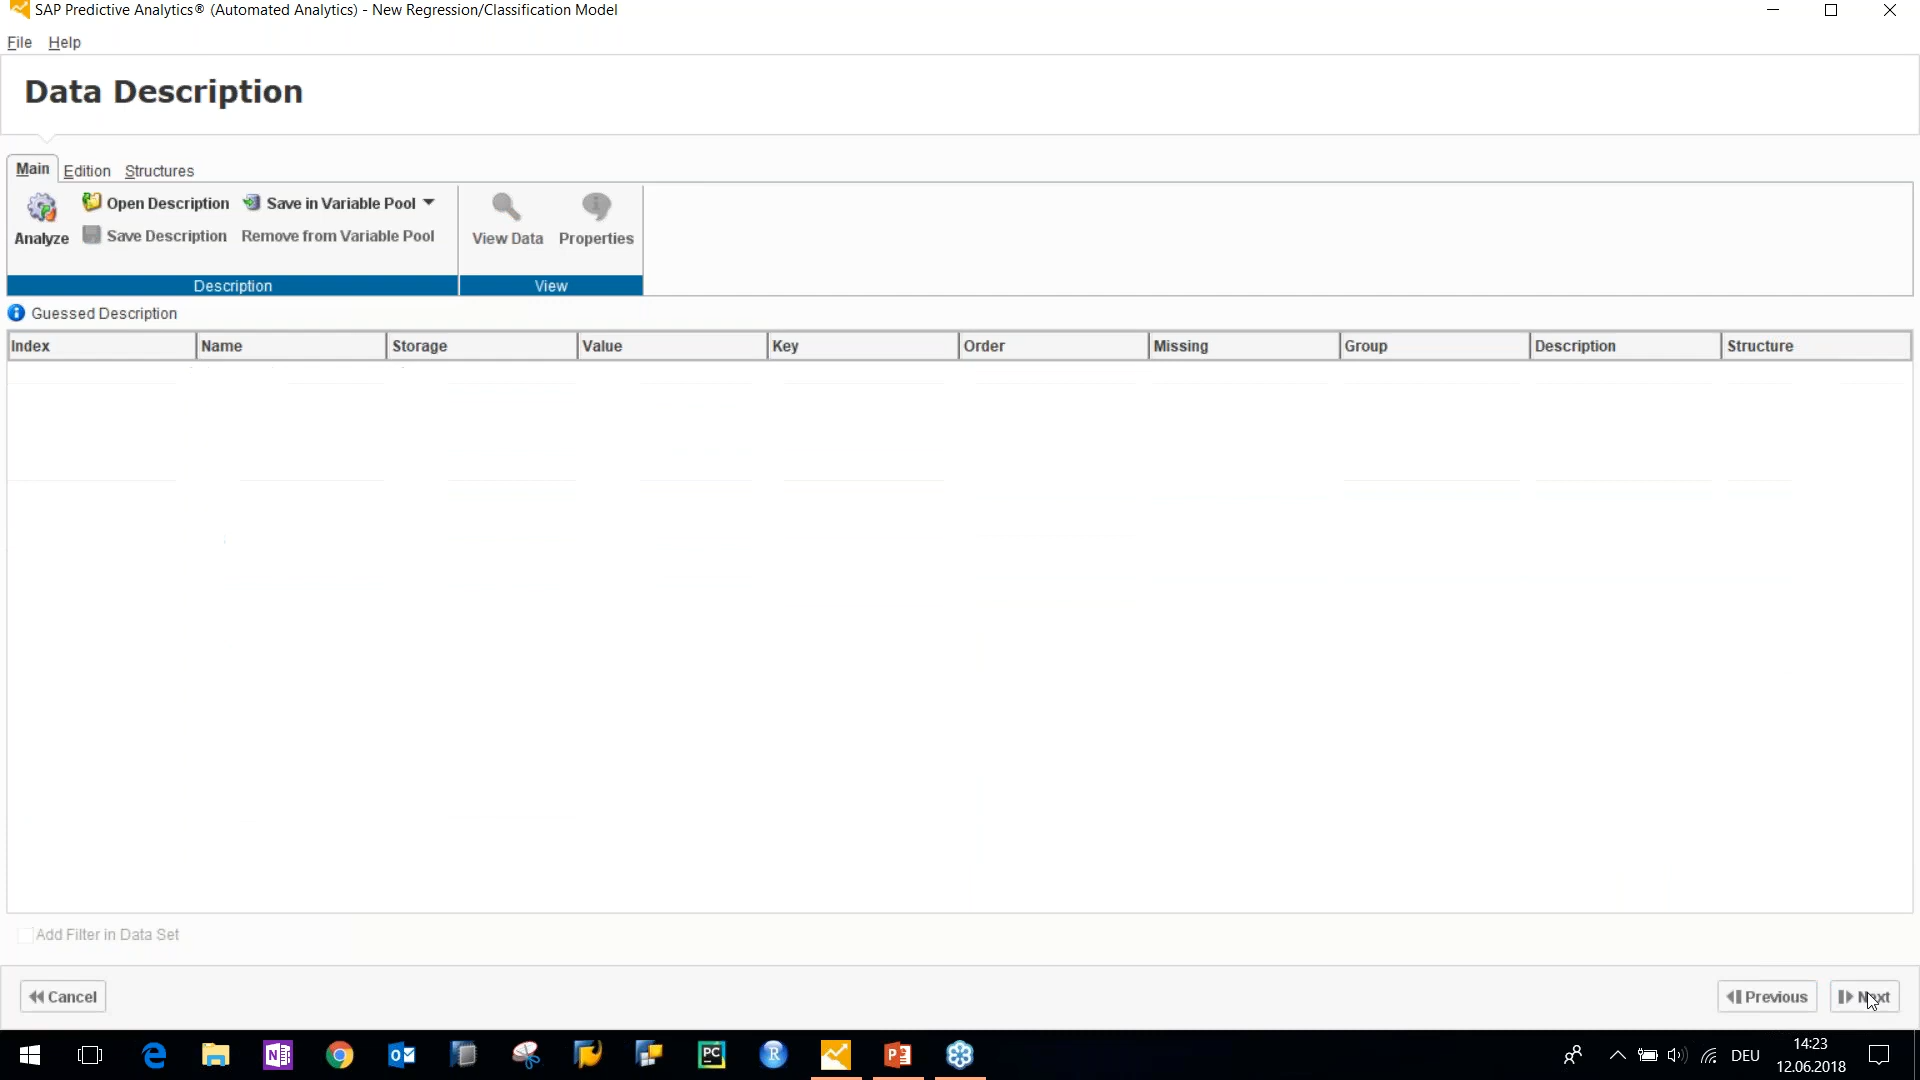 SAP Predictive Analytics® (Automated Analytics) - New Regression/Classification Model
File Help
Data Description
Main Edition Structures
Analyze Open Description Save in Variable Pool
Save Description Remove from Variable Pool
View Data Properties
Description View
Guessed Description
Index Name Storage Value Key Order Missing Group Description Structure
Add Filter in Data Set
Cancel Previous Next
DEU 14:23
12.06.2018